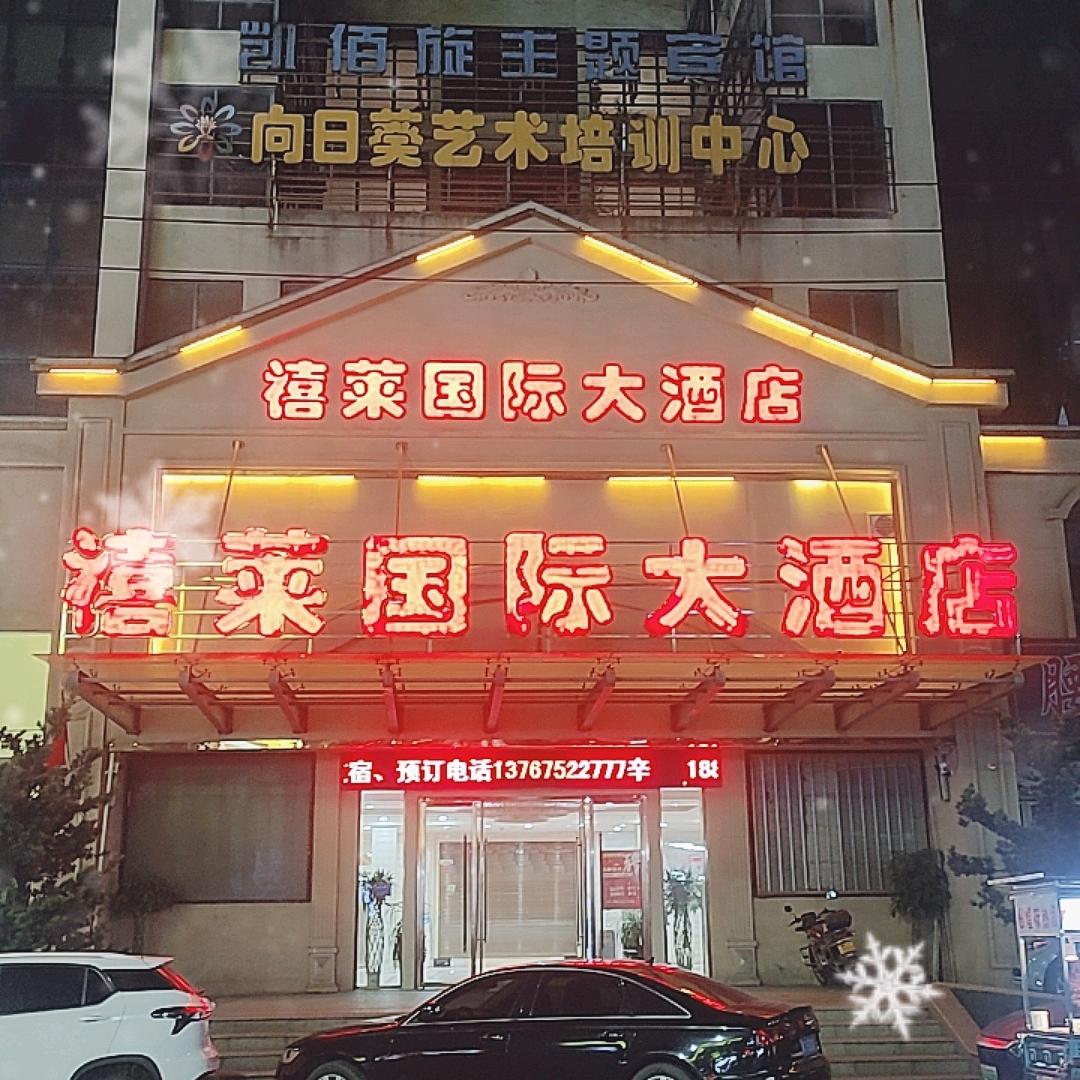 凯佰旋主题宾馆
向日葵艺术培训中心
禧莱国际大酒店
禧莱国际大酒店
宿、预订电话13767522777辛 188